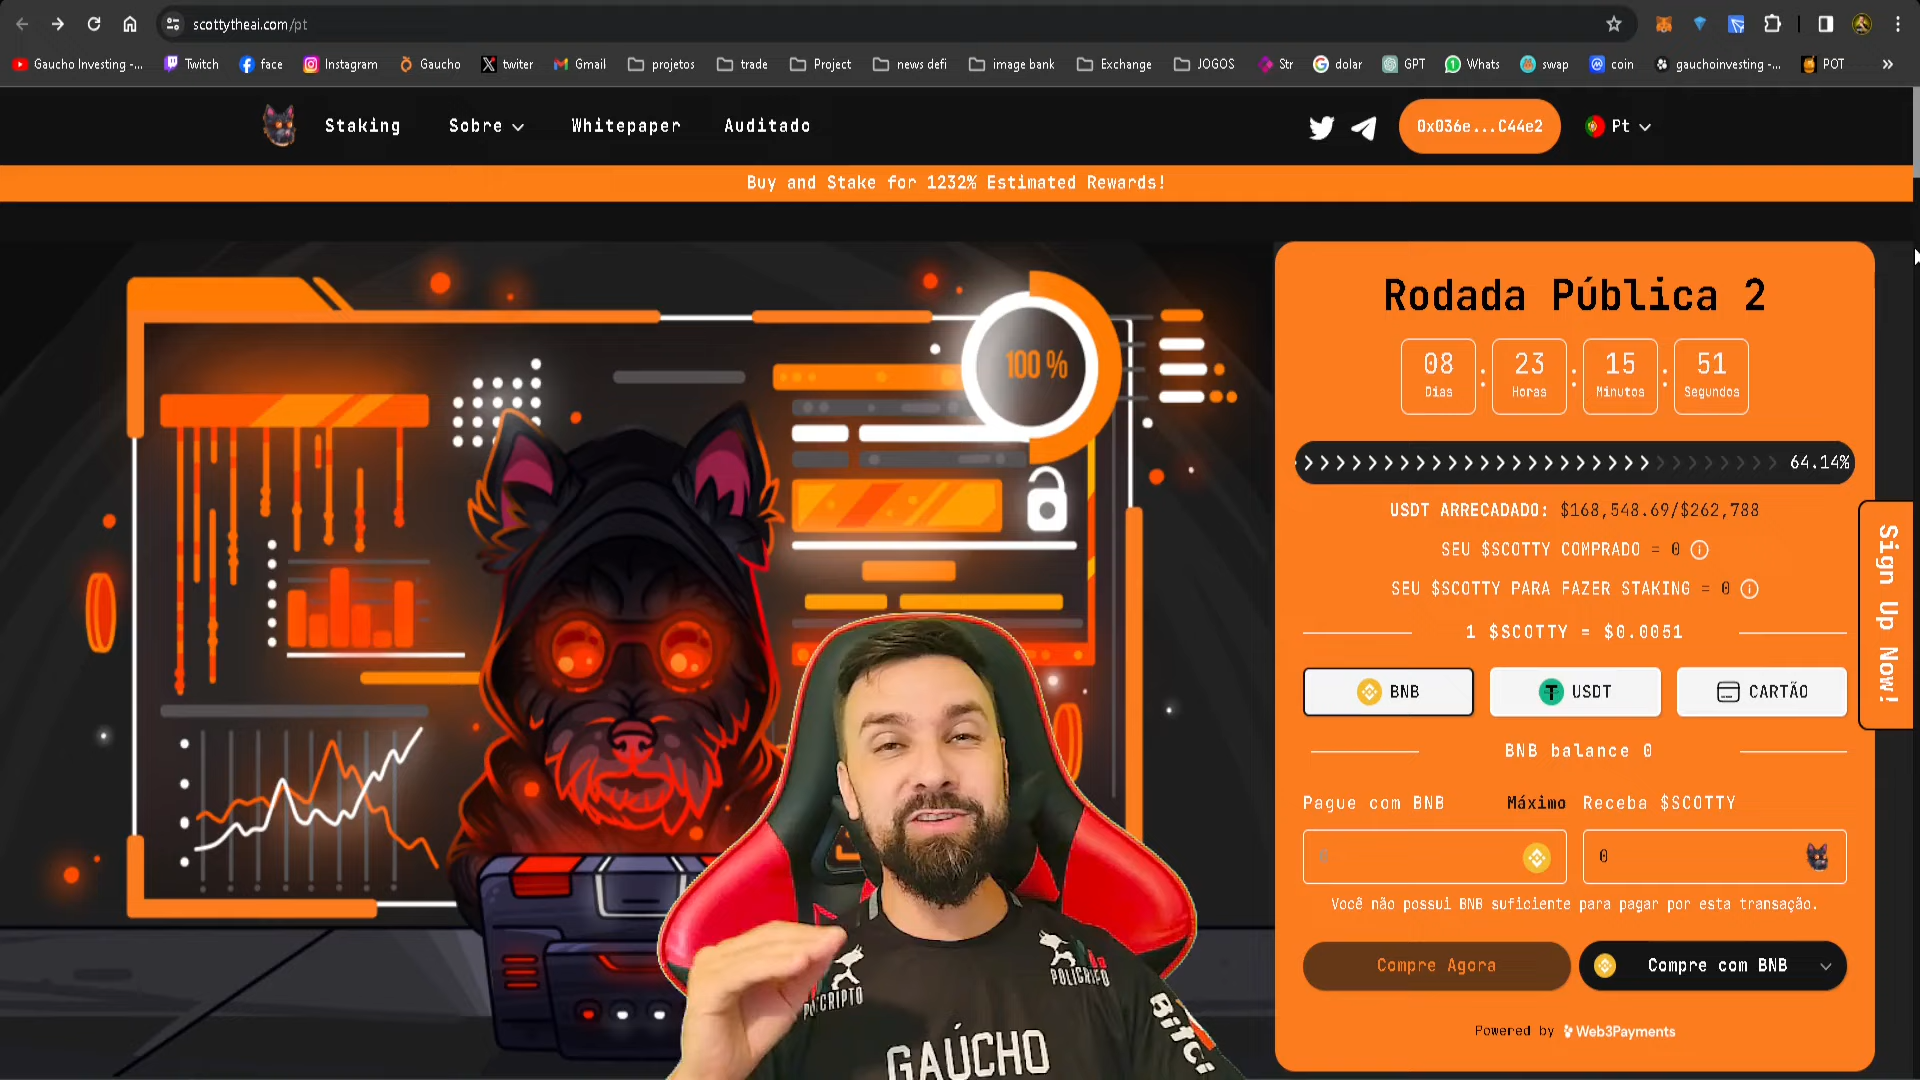 scottytheai.com/pt
Gaucho Investing -...
Twitch
face
Instagram
Gaucho
twiter
Gmail
projetos
trade
Project
news defi
image bank
Exchange
JOGOS
Str
dolar
GPT
Whats
swap
coin
gauchoinvesting -...
POT
Staking
Sobre
Whitepaper
Auditado
0x036e...C44e2
Pt
Buy and Stake for 1232% Estimated Rewards!
100 %
Rodada Pública 2
08 : 23 : 15 : 51
Dias Horas Minutos Segundos
64.14%
USDT ARRECADADO: $168,548.69/$262,788
SEU $SCOTTY COMPRADO = 0
SEU $SCOTTY PARA FAZER STAKING = 0
1 $SCOTTY = $0.0051
BNB
USDT
CARTÃO
BNB balance 0
Pague com BNB Máximo Receba $SCOTTY
0 0
Você não possui BNB suficiente para pagar por esta transação.
Compre Agora
Compre com BNB
Powered by Web3Payments
Sign Up Now!
POLICRIPTO
GAÚCHO